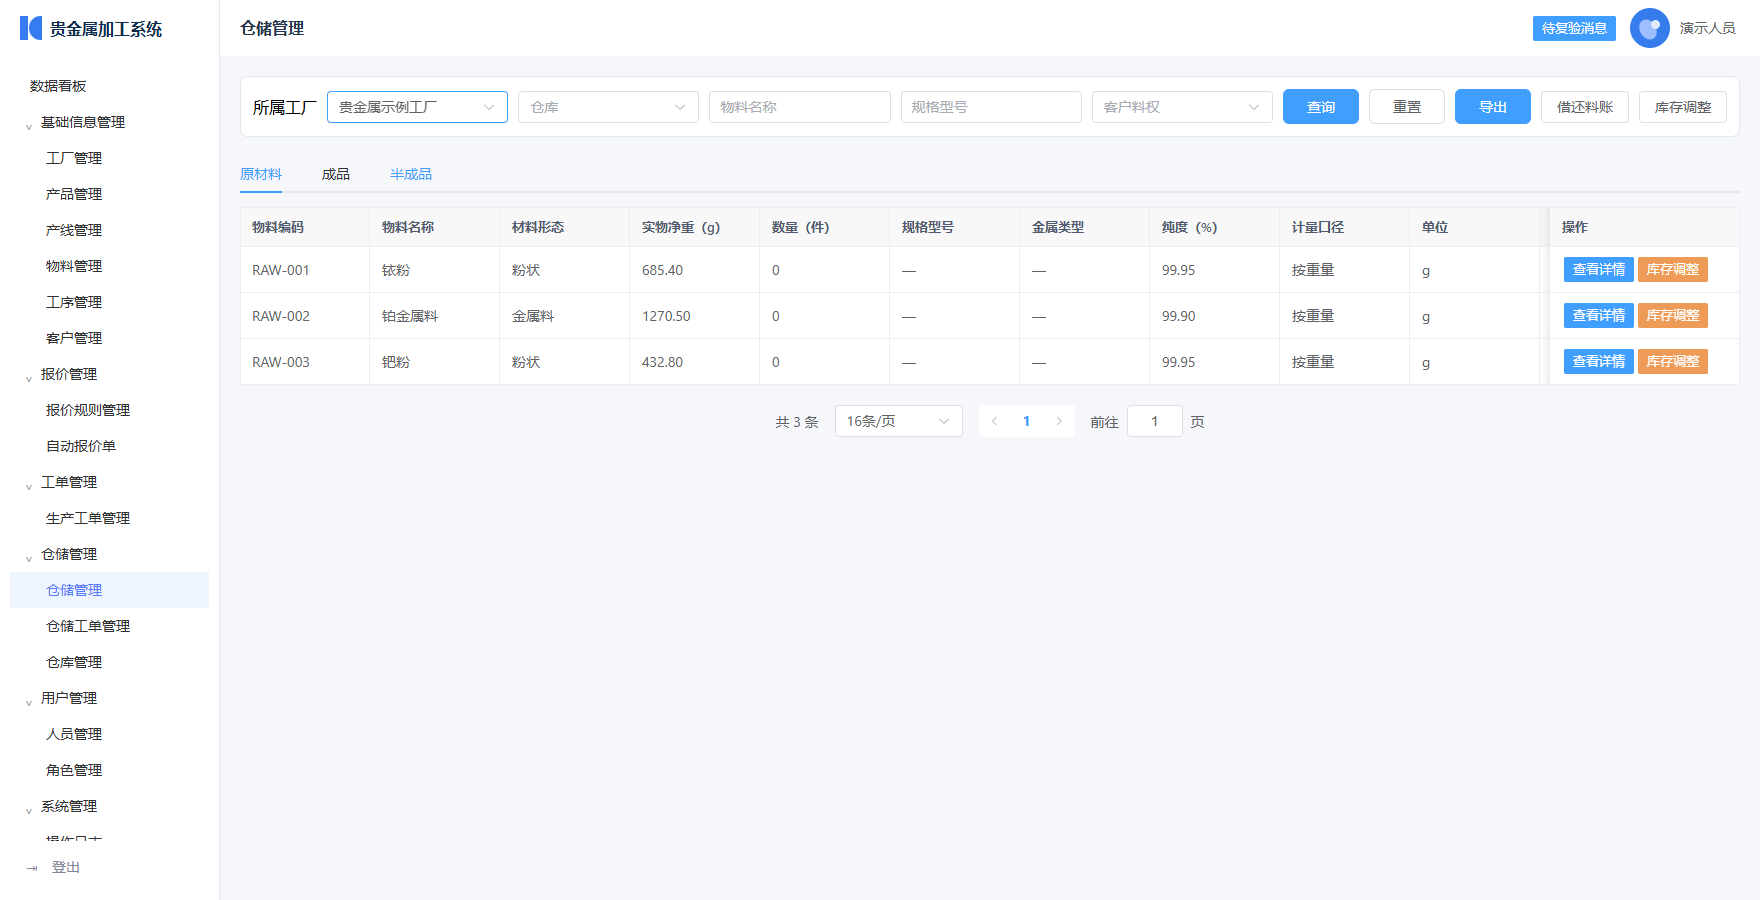 贵金属加工系统
数据看板
基础信息管理
工厂管理
产品管理
产线管理
物料管理
工序管理
客户管理
报价管理
报价规则管理
自动报价单
工单管理
生产工单管理
仓储管理
仓储管理
仓储工单管理
仓库管理
用户管理
人员管理
角色管理
系统管理
操作日志
登出
仓储管理
待复验消息
演示人员
所属工厂 贵金属示例工厂 仓库 物料名称 规格型号 客户料权 查询 重置 导出 借还料账 库存调整
原材料 成品 半成品
物料编码 物料名称 材料形态 实物净重（g） 数量（件） 规格型号 金属类型 纯度（%） 计量口径 单位 操作
RAW-001 铱粉 粉状 685.40 0 — — 99.95 按重量 g 查看详情 库存调整
RAW-002 铂金属料 金属料 1270.50 0 — — 99.90 按重量 g 查看详情 库存调整
RAW-003 钯粉 粉状 432.80 0 — — 99.95 按重量 g 查看详情 库存调整
共 3 条 16条/页 1 前往 1 页